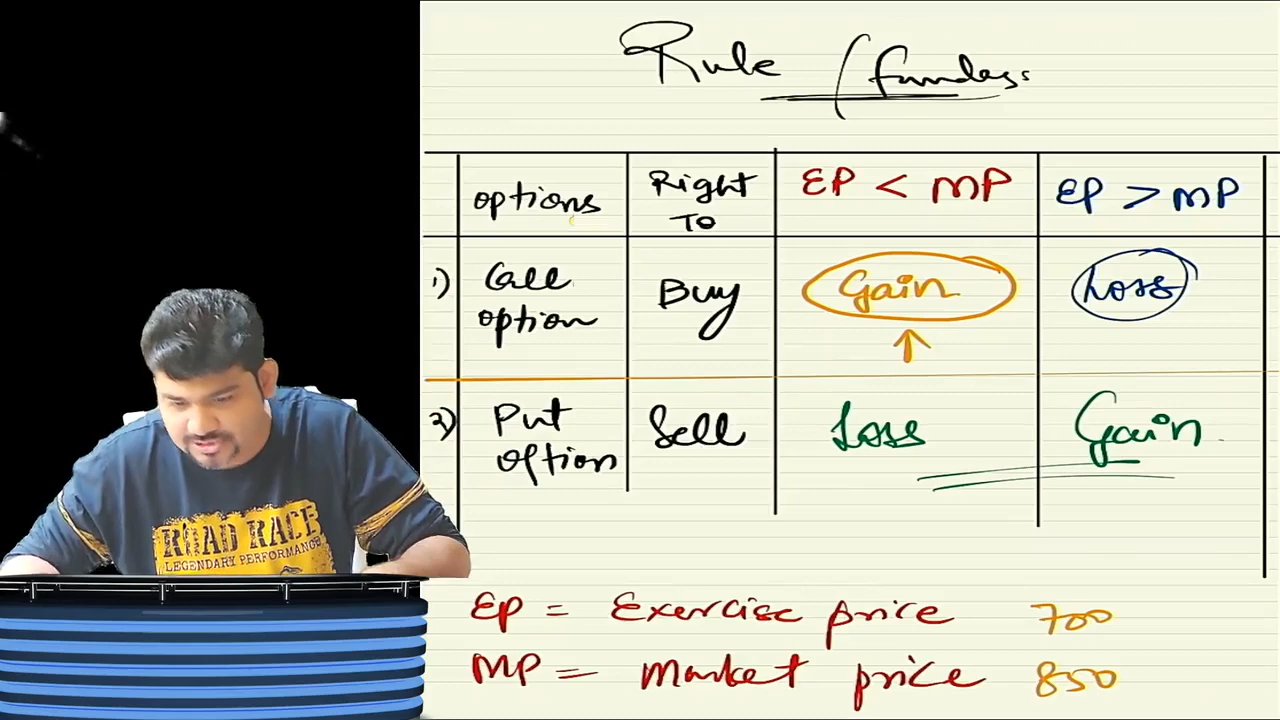 Rule / fundas:
options Right To EP < MP EP > MP
1) Call option Buy Gain Loss
2) Put option Sell Loss Gain
EP = Exercise price 700
MP = Market price 850
ROAD RACE
LEGENDARY PERFORMANCE